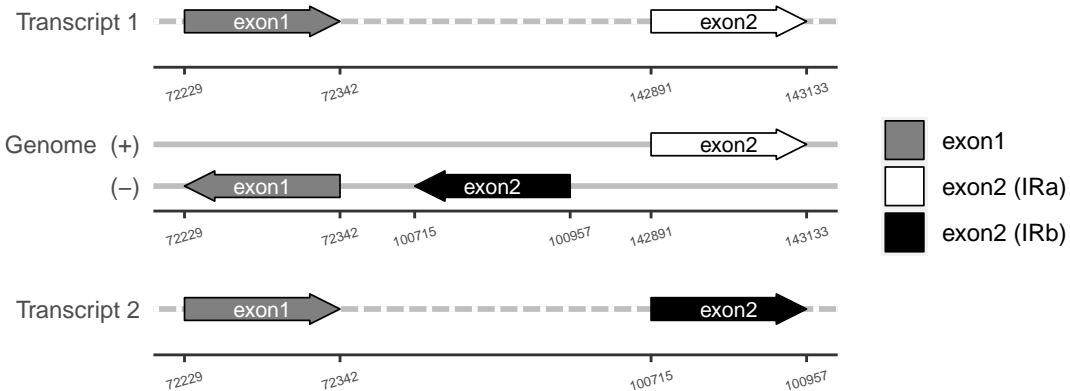 Transcript 1 exon1 exon2
72229 72342 142891 143133
Genome (+) exon2
(−) exon1 exon2
72229 72342 100715 100957 142891 143133
Transcript 2 exon1 exon2
72229 72342 100715 100957
exon1
exon2 (IRa)
exon2 (IRb)